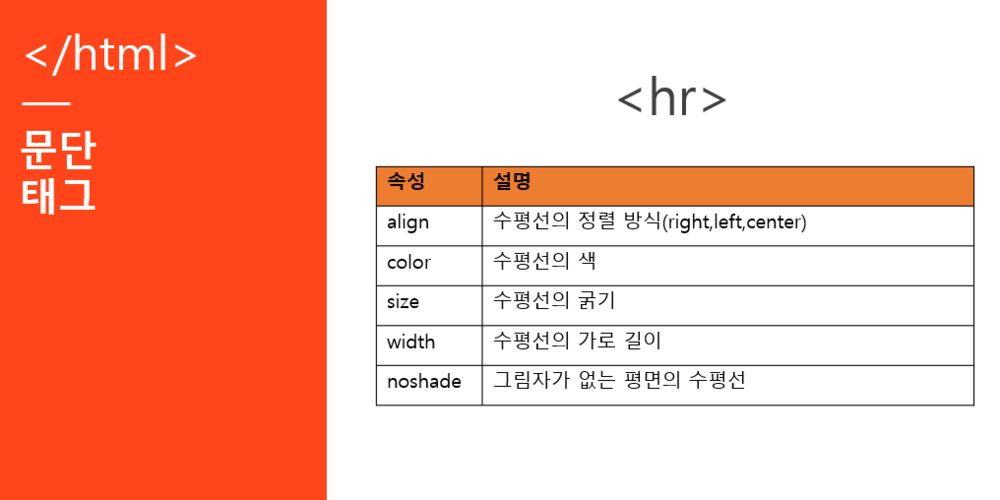 </html>
문단
태그
<hr>
속성 설명
align 수평선의 정렬 방식(right,left,center)
color 수평선의 색
size 수평선의 굵기
width 수평선의 가로 길이
noshade 그림자가 없는 평면의 수평선